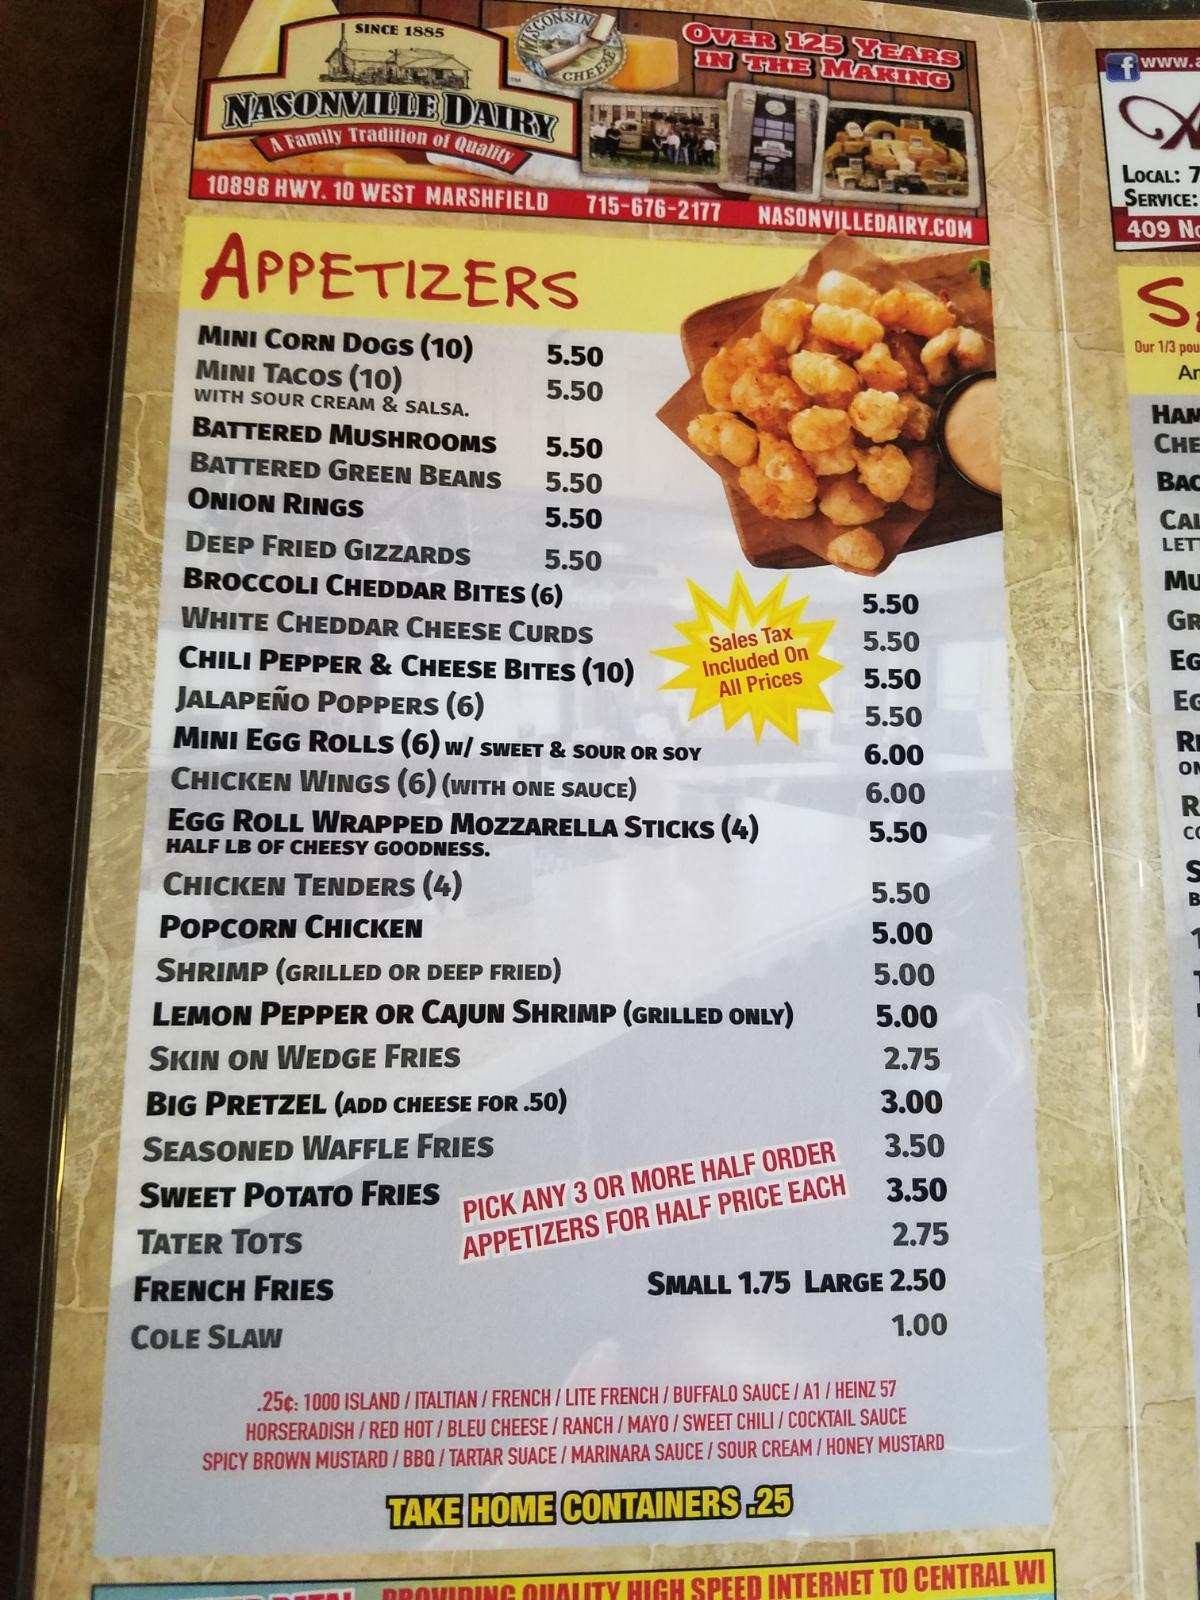 SINCE 1885
WISCONSIN CHEESE
NASONVILLE DAIRY
A Family Tradition of Quality
OVER 125 YEARS
IN THE MAKING
10898 HWY. 10 WEST MARSHFIELD 715-676-2177 NASONVILLEDAIRY.COM
APPETIZERS
MINI CORN DOGS (10) 5.50
MINI TACOS (10) 5.50
WITH SOUR CREAM & SALSA.
BATTERED MUSHROOMS 5.50
BATTERED GREEN BEANS 5.50
ONION RINGS 5.50
DEEP FRIED GIZZARDS 5.50
BROCCOLI CHEDDAR BITES (6) 5.50
WHITE CHEDDAR CHEESE CURDS 5.50
CHILI PEPPER & CHEESE BITES (10) 5.50
JALAPEÑO POPPERS (6) 5.50
MINI EGG ROLLS (6) W/ SWEET & SOUR OR SOY 6.00
CHICKEN WINGS (6) (WITH ONE SAUCE) 6.00
EGG ROLL WRAPPED MOZZARELLA STICKS (4) 5.50
HALF LB OF CHEESY GOODNESS.
CHICKEN TENDERS (4) 5.50
POPCORN CHICKEN 5.00
SHRIMP (GRILLED OR DEEP FRIED) 5.00
LEMON PEPPER OR CAJUN SHRIMP (GRILLED ONLY) 5.00
SKIN ON WEDGE FRIES 2.75
BIG PRETZEL (ADD CHEESE FOR .50) 3.00
SEASONED WAFFLE FRIES 3.50
SWEET POTATO FRIES 3.50
TATER TOTS 2.75
FRENCH FRIES SMALL 1.75 LARGE 2.50
COLE SLAW 1.00
Sales Tax
Included On
All Prices
PICK ANY 3 OR MORE HALF ORDER
APPETIZERS FOR HALF PRICE EACH
.25¢: 1000 ISLAND / ITALTIAN / FRENCH / LITE FRENCH / BUFFALO SAUCE / A1 / HEINZ 57
HORSERADISH / RED HOT / BLEU CHEESE / RANCH / MAYO / SWEET CHILI / COCKTAIL SAUCE
SPICY BROWN MUSTARD / BBQ / TARTAR SUACE / MARINARA SAUCE / SOUR CREAM / HONEY MUSTARD
TAKE HOME CONTAINERS .25
PROVIDING QUALITY HIGH SPEED INTERNET TO CENTRAL WI
f www.
LOCAL: 7
SERVICE:
409
Our 1/3